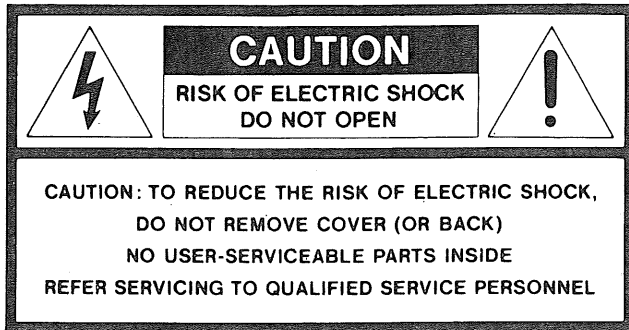 CAUTION
RISK OF ELECTRIC SHOCK
DO NOT OPEN
CAUTION: TO REDUCE THE RISK OF ELECTRIC SHOCK,
DO NOT REMOVE COVER (OR BACK)
NO USER-SERVICEABLE PARTS INSIDE
REFER SERVICING TO QUALIFIED SERVICE PERSONNEL